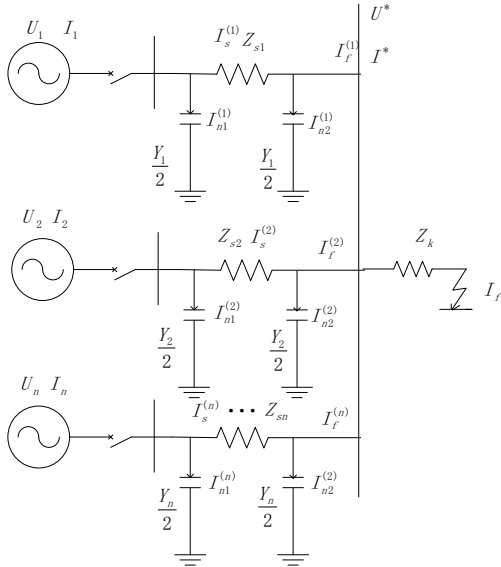 U_1 I_1
I_s^{(1)} Z_{s1}
I_f^{(1)}
U*
I*
I_{n1}^{(1)}
I_{n2}^{(1)}
Y_1/2
Y_1/2
U_2 I_2
Z_{s2} I_s^{(2)}
I_f^{(2)}
Z_k
I_f
I_{n1}^{(2)}
I_{n2}^{(2)}
Y_2/2
Y_2/2
U_n I_n
I_s^{(n)} ••• Z_{sn}
I_f^{(n)}
I_{n1}^{(n)}
I_{n2}^{(2)}
Y_n/2
Y_n/2